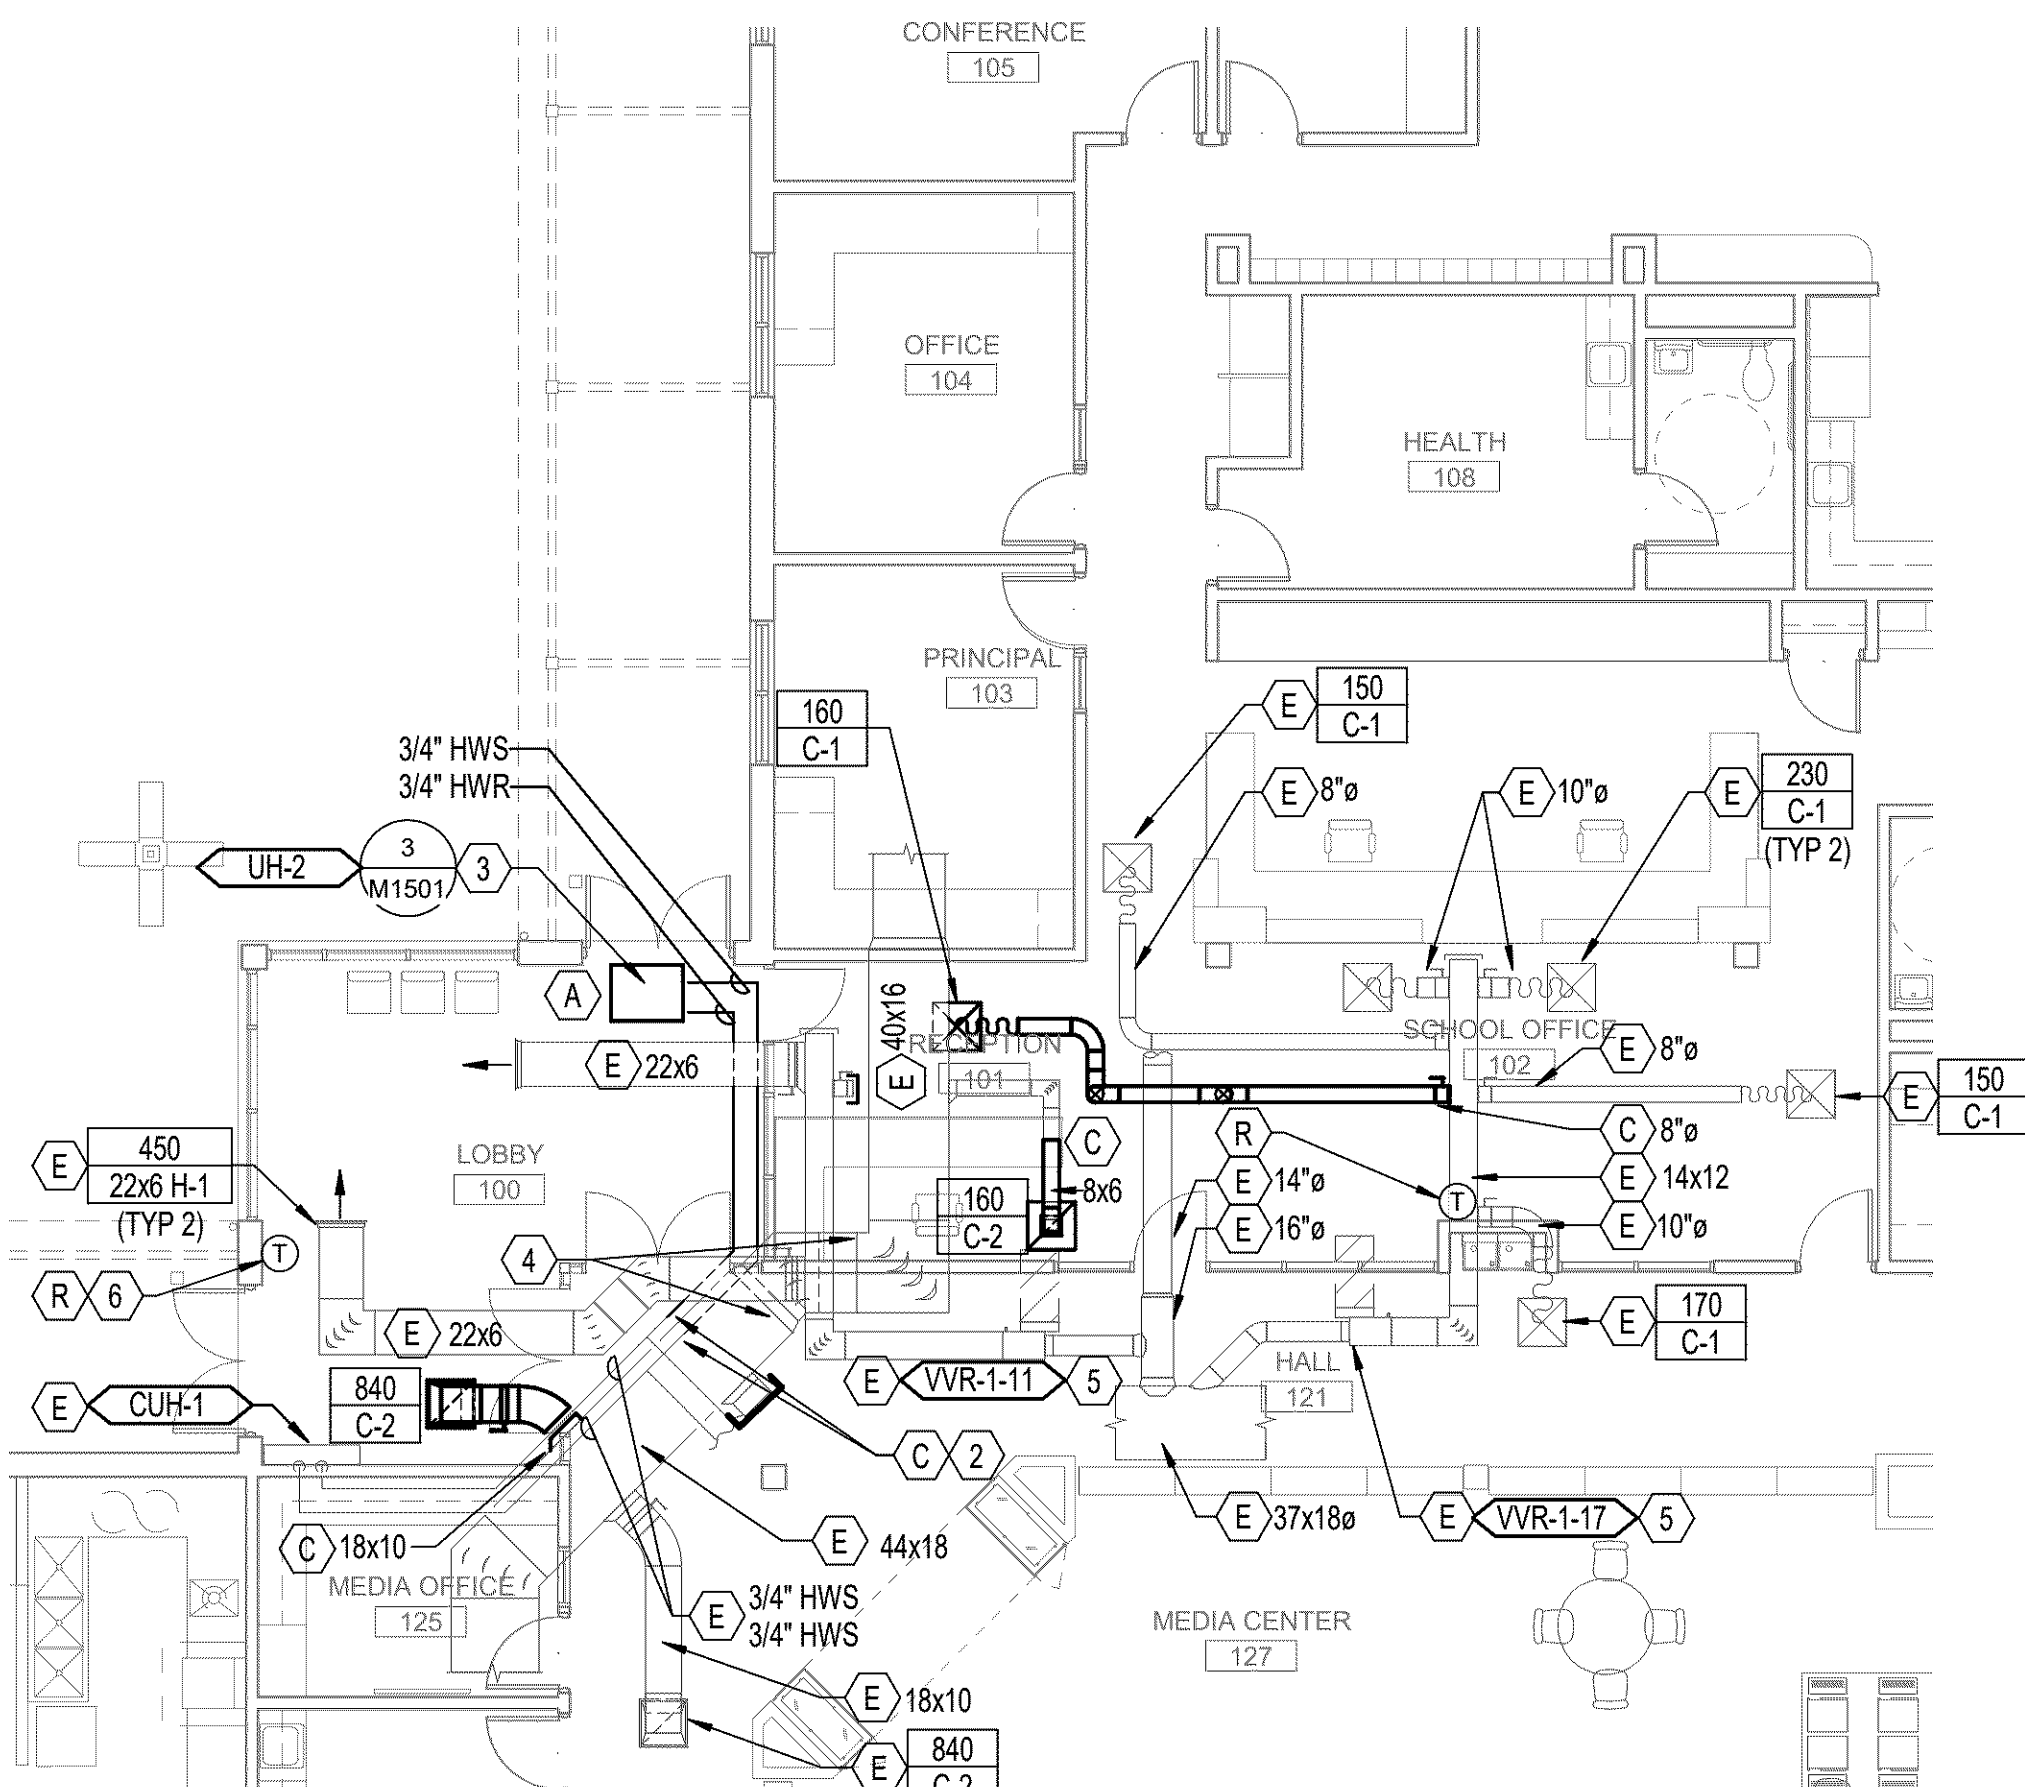 CONFERENCE
105
OFFICE
104
HEALTH
108
PRINCIPAL
103
160
C-1
E
150
C-1
3/4" HWS
3/4" HWR
E 8"ø
E 10"ø
E
230
C-1
(TYP 2)
UH-2
3
M1501
3
A
40x16
E
RECEPTION
101
SCHOOL OFFICE
102
E 22x6
E 8"ø
E
150
C-1
C
R
C 8"ø
E
450
22x6 H-1
(TYP 2)
LOBBY
100
160
C-2
8x6
E 14"ø
T
E 14x12
E 16"ø
E 10"ø
4
T
R 6
E 22x6
E
170
C-1
HALL
121
E VVR-1-11 5
E CUH-1
840
C-2
C 2
E 37x18ø
E VVR-1-17 5
C 18x10
E 44x18
MEDIA OFFICE
125
E 3/4" HWS
3/4" HWS
MEDIA CENTER
127
E 18x10
E
840
C-2